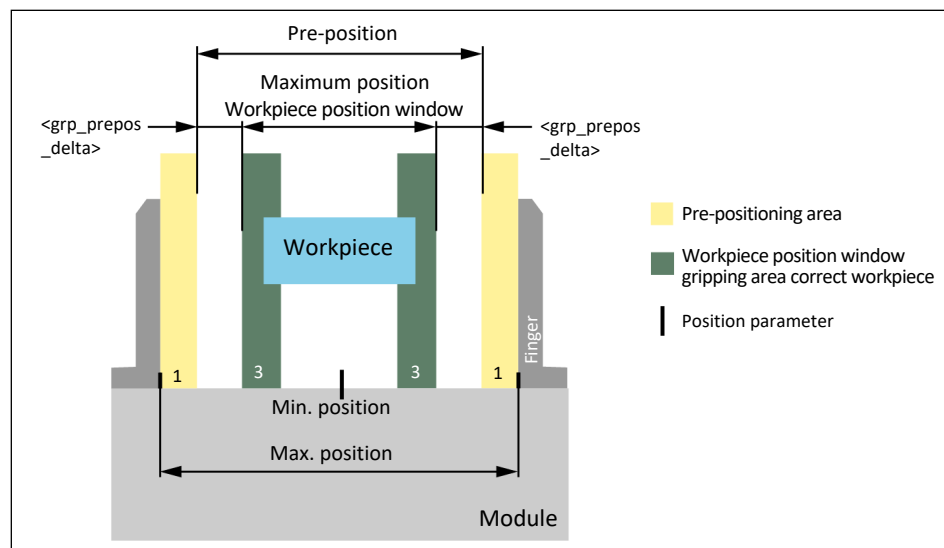 Pre-position
Maximum position
Workpiece position window
<grp_prepos
_delta>
<grp_prepos
_delta>
Workpiece
Pre-positioning area
Workpiece position window
gripping area correct workpiece
Position parameter
Finger
1
3
3
1
Min. position
Max. position
Module